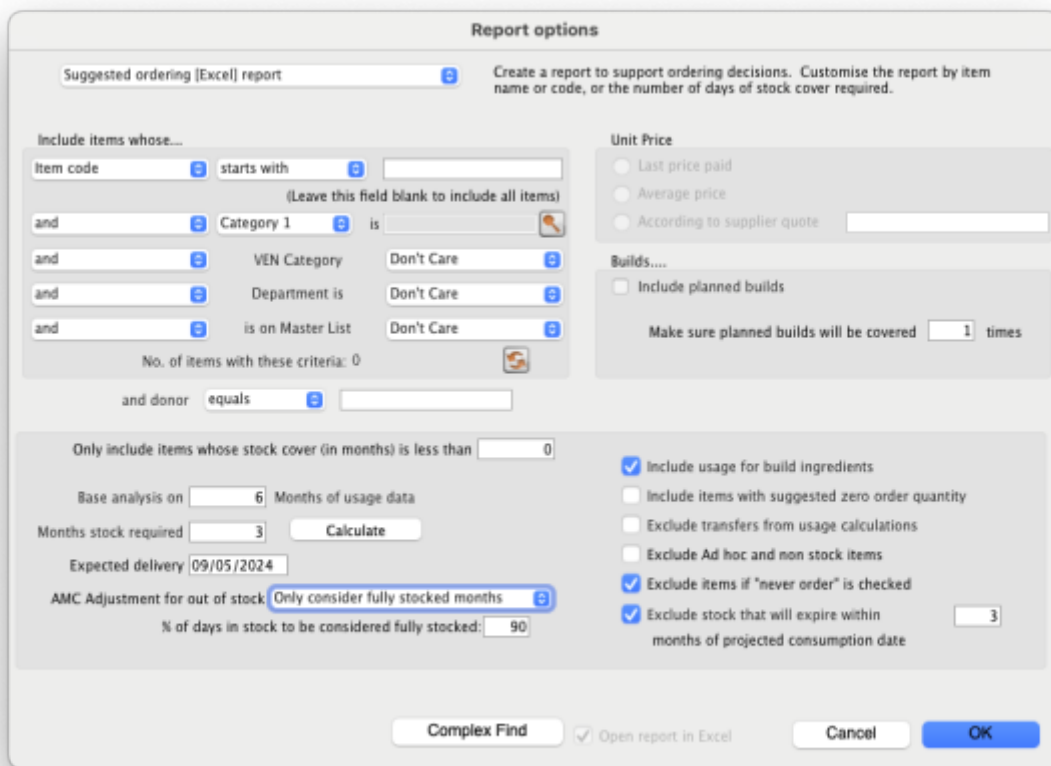 Report options
Suggested ordering [Excel] report
Create a report to support ordering decisions. Customise the report by item
name or code, or the number of days of stock cover required.
Include items whose....
Item code starts with
(Leave this field blank to include all items)
and Category 1 is
and VEN Category Don't Care
and Department is Don't Care
and is on Master List Don't Care
No. of items with these criteria: 0
and donor equals
Unit Price
Last price paid
Average price
According to supplier quote
Builds....
Include planned builds
Make sure planned builds will be covered 1 times
Only include items whose stock cover (in months) is less than 0
Base analysis on 6 Months of usage data
Months stock required 3 Calculate
Expected delivery 09/05/2024
AMC Adjustment for out of stock Only consider fully stocked months
% of days in stock to be considered fully stocked: 90
Include usage for build ingredients
Include items with suggested zero order quantity
Exclude transfers from usage calculations
Exclude Ad hoc and non stock items
Exclude items if "never order" is checked
Exclude stock that will expire within 3
months of projected consumption date
Complex Find Open report in Excel Cancel OK